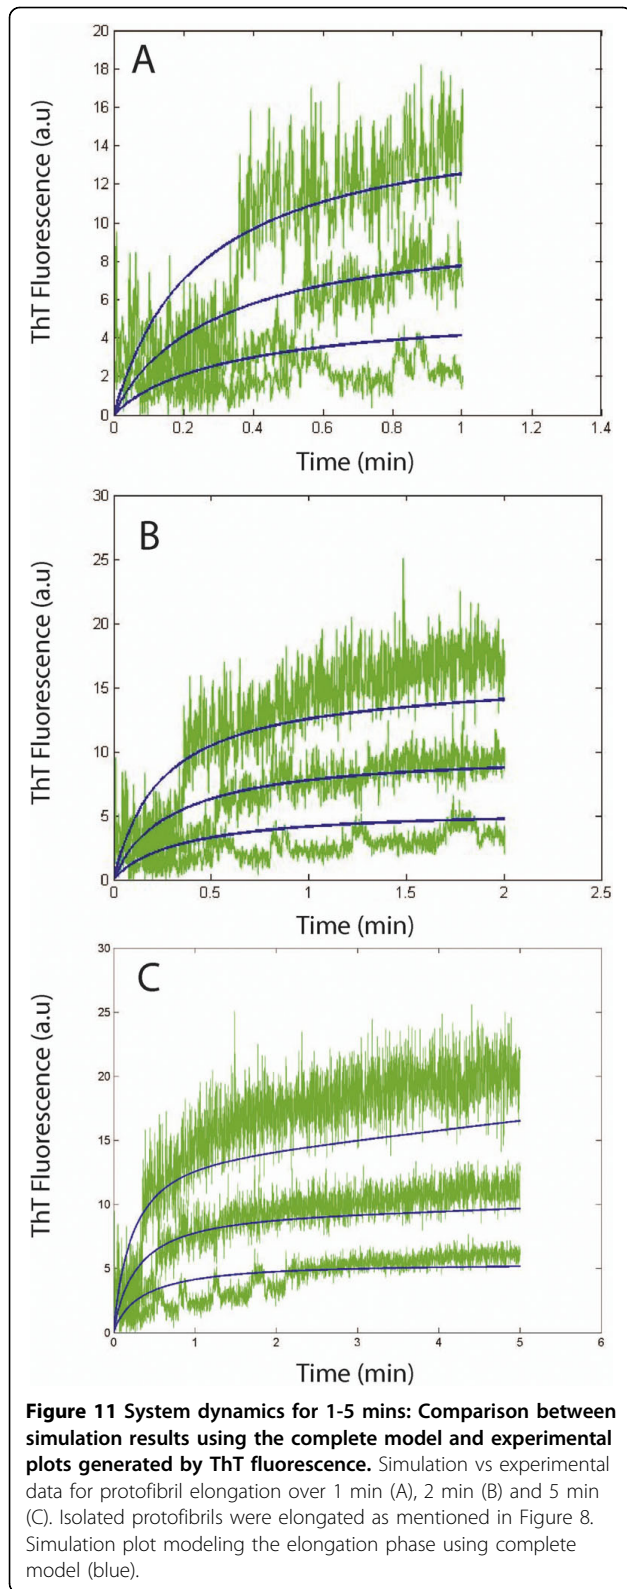 20
18
16
14
12
10
8
6
4
2
0
A
ThT Fluorescence (a.u)
0 0.2 0.4 0.6 0.8 1 1.2 1.4
Time (min)
30
25
20
15
10
5
0
B
ThT Fluorescence (a.u)
0 0.5 1 1.5 2 2.5
Time (min)
30
25
20
15
10
5
0
C
ThT Fluorescence (a.u)
0 1 2 3 4 5 6
Time (min)
Figure 11 System dynamics for 1-5 mins: Comparison between
simulation results using the complete model and experimental
plots generated by ThT fluorescence. Simulation vs experimental
data for protofibril elongation over 1 min (A), 2 min (B) and 5 min
(C). Isolated protofibrils were elongated as mentioned in Figure 8.
Simulation plot modeling the elongation phase using complete
model (blue).